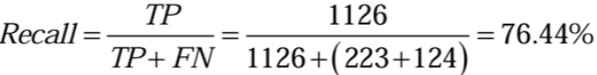 Recall = TP / TP + FN = 1126 / 1126 + (223 + 124) = 76.44%